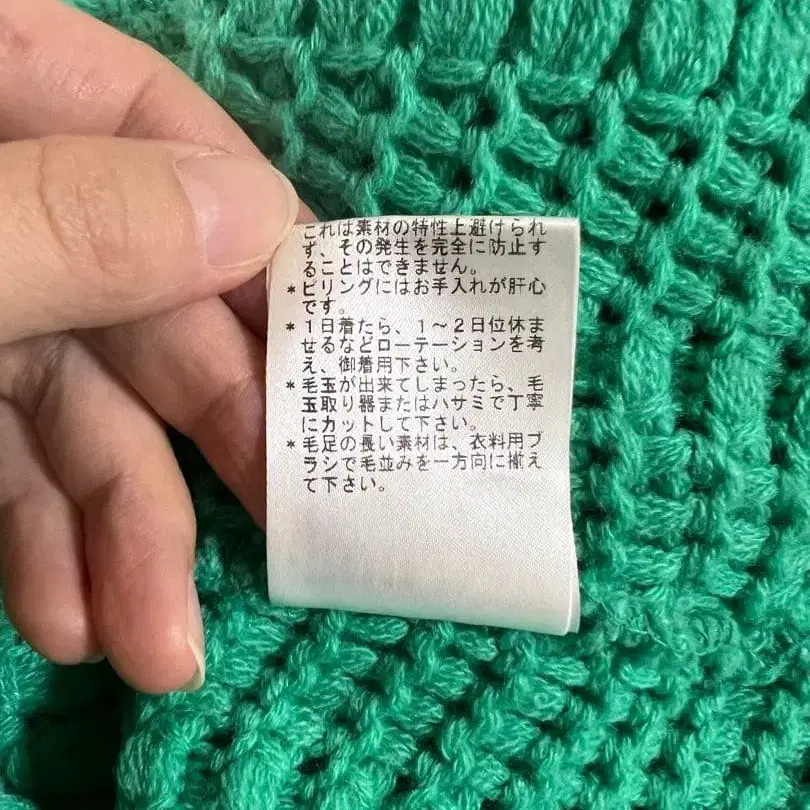 これは素材の特性上避けられ
ず、その発生を完全に防止す
ることはできません。
*ピリングにはお手入れが肝心
です。
*1日着たら、1〜2日位休ま
せるなどローテーションを考
え、御着用下さい。
*毛玉が出来てしまったら、毛
玉取り器またはハサミで丁寧
にカットして下さい。
*毛足の長い素材は、衣料用ブ
ラシで毛並みを一方向に揃え
て下さい。